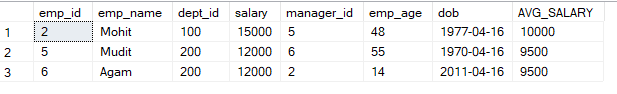 emp_id emp_name dept_id salary manager_id emp_age dob AVG_SALARY
1 2 Mohit 100 15000 5 48 1977-04-16 10000
2 5 Mudit 200 12000 6 55 1970-04-16 9500
3 6 Agam 200 12000 2 14 2011-04-16 9500